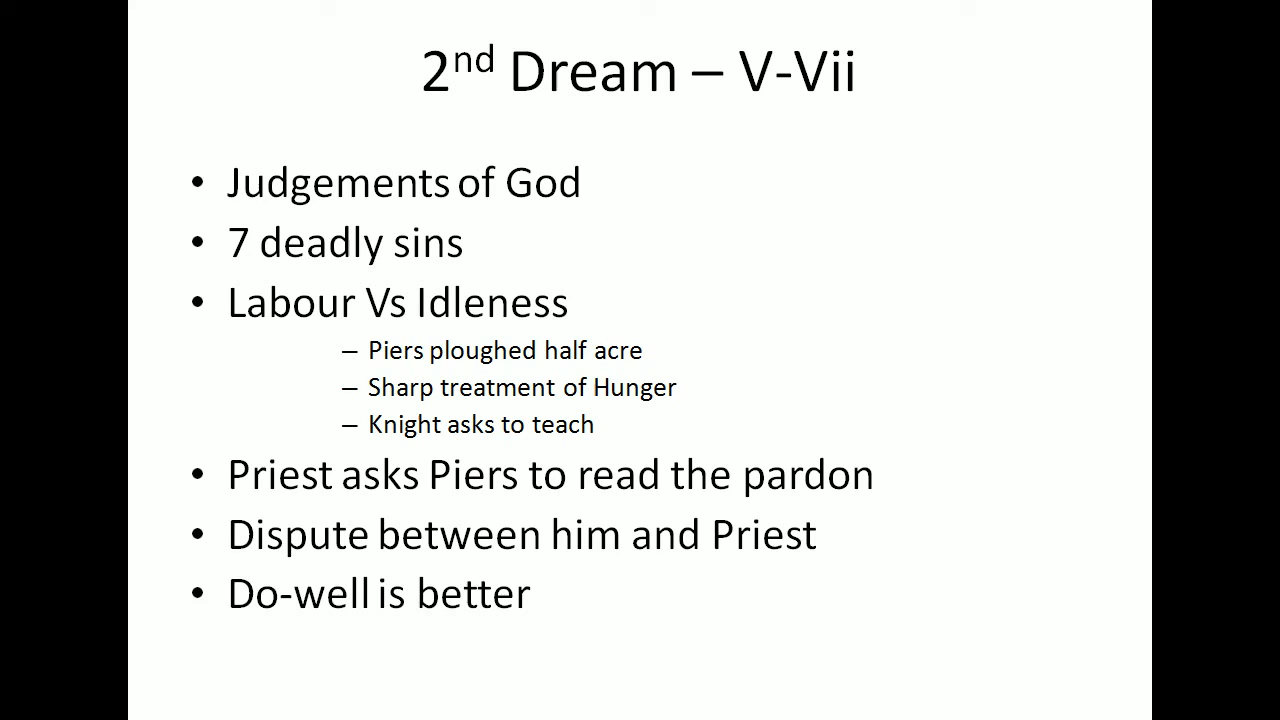 2nd Dream – V-Vii
• Judgements of God
• 7 deadly sins
• Labour Vs Idleness
– Piers ploughed half acre
– Sharp treatment of Hunger
– Knight asks to teach
• Priest asks Piers to read the pardon
• Dispute between him and Priest
• Do-well is better